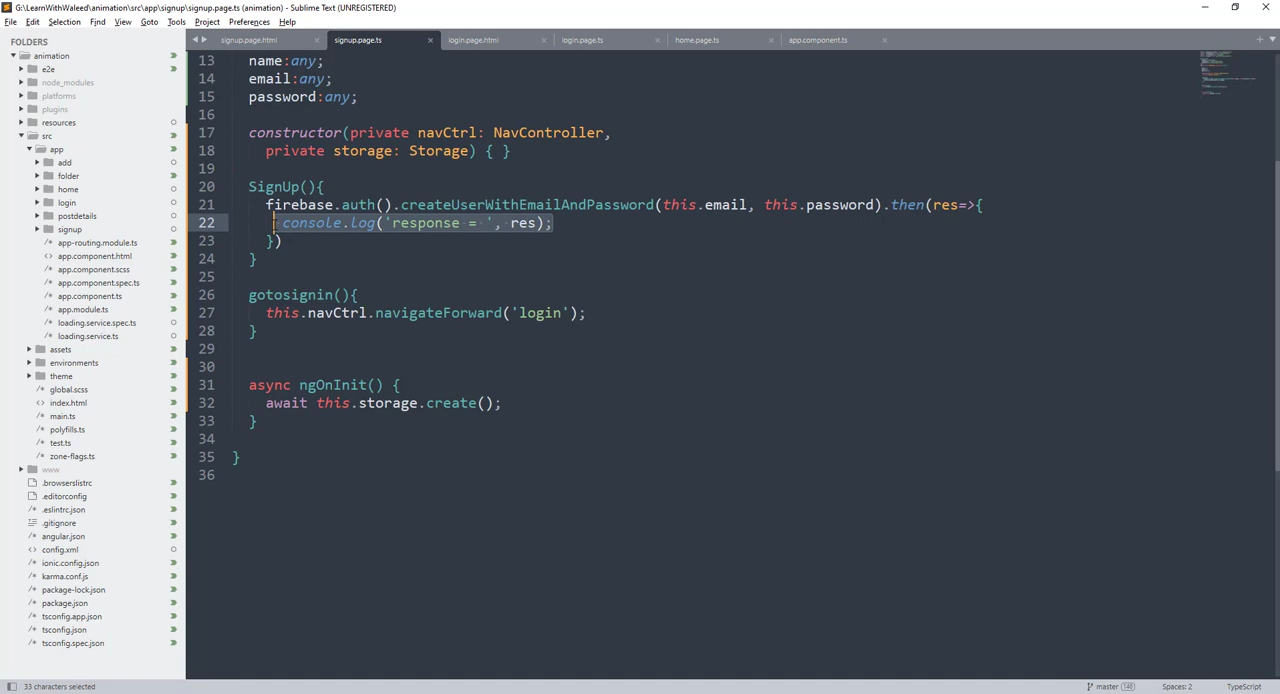 G:\LearnWithWaleed\animation\src\app\signup\signup.page.ts (animation) - Sublime Text (UNREGISTERED)
File Edit Selection Find View Goto Tools Project Preferences Help
FOLDERS
animation
e2e
node_modules
platforms
plugins
resources
src
app
add
folder
home
login
postdetails
signup
app-routing.module.ts
app.component.html
app.component.scss
app.component.spec.ts
app.component.ts
app.module.ts
loading.service.spec.ts
loading.service.ts
assets
environments
theme
global.scss
index.html
main.ts
polyfills.ts
test.ts
zone-flags.ts
www
.browserslistrc
.editorconfig
.eslintrc.json
.gitignore
angular.json
config.xml
ionic.config.json
karma.conf.js
package-lock.json
package.json
tsconfig.app.json
tsconfig.json
tsconfig.spec.json
signup.page.html signup.page.ts login.page.html login.page.ts home.page.ts app.component.ts
13 name:any;
14 email:any;
15 password:any;
16
17 constructor(private navCtrl: NavController,
18 private storage: Storage) { }
19
20 SignUp(){
21 firebase.auth().createUserWithEmailAndPassword(this.email, this.password).then(res=>{
22 console.log('response = ', res);
23 })
24 }
25
26 gotosignin(){
27 this.navCtrl.navigateForward('login');
28 }
29
30
31 async ngOnInit() {
32 await this.storage.create();
33 }
34
35 }
36
33 characters selected
master 140 Spaces: 2 TypeScript